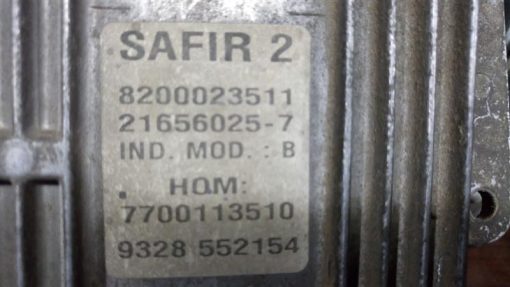 SAFIR 2
8200023511
21656025-7
IND. MOD. : B
. HOM:
7700113510
9328 552154